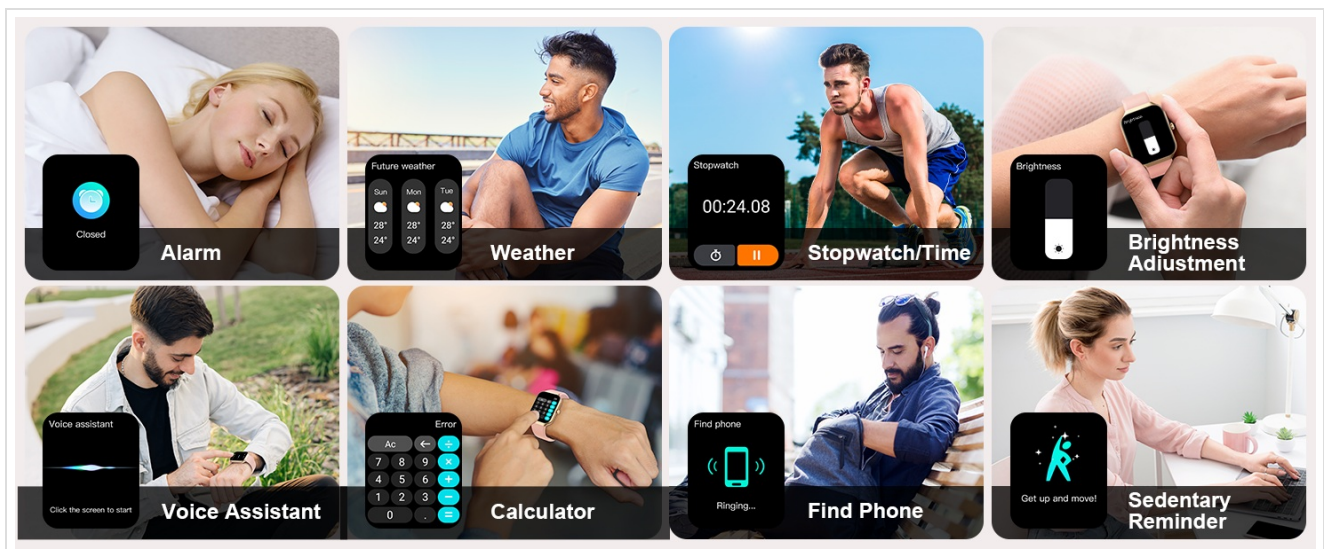 Closed
Alarm
Future weather
Sun Mon Tue
28° 28° 28°
24° 24° 24°
Weather
Stopwatch
00:24.08
Stopwatch/Time
Brightness
Brightness
Brightness
Adiustment
Voice assistant
Click the screen to start
Voice Assistant
Error
Ac ← ÷
7 8 9 ×
4 5 6 +
1 2 3 −
0 . =
Calculator
Find phone
Ringing...
Find Phone
Get up and move!
Sedentary
Reminder